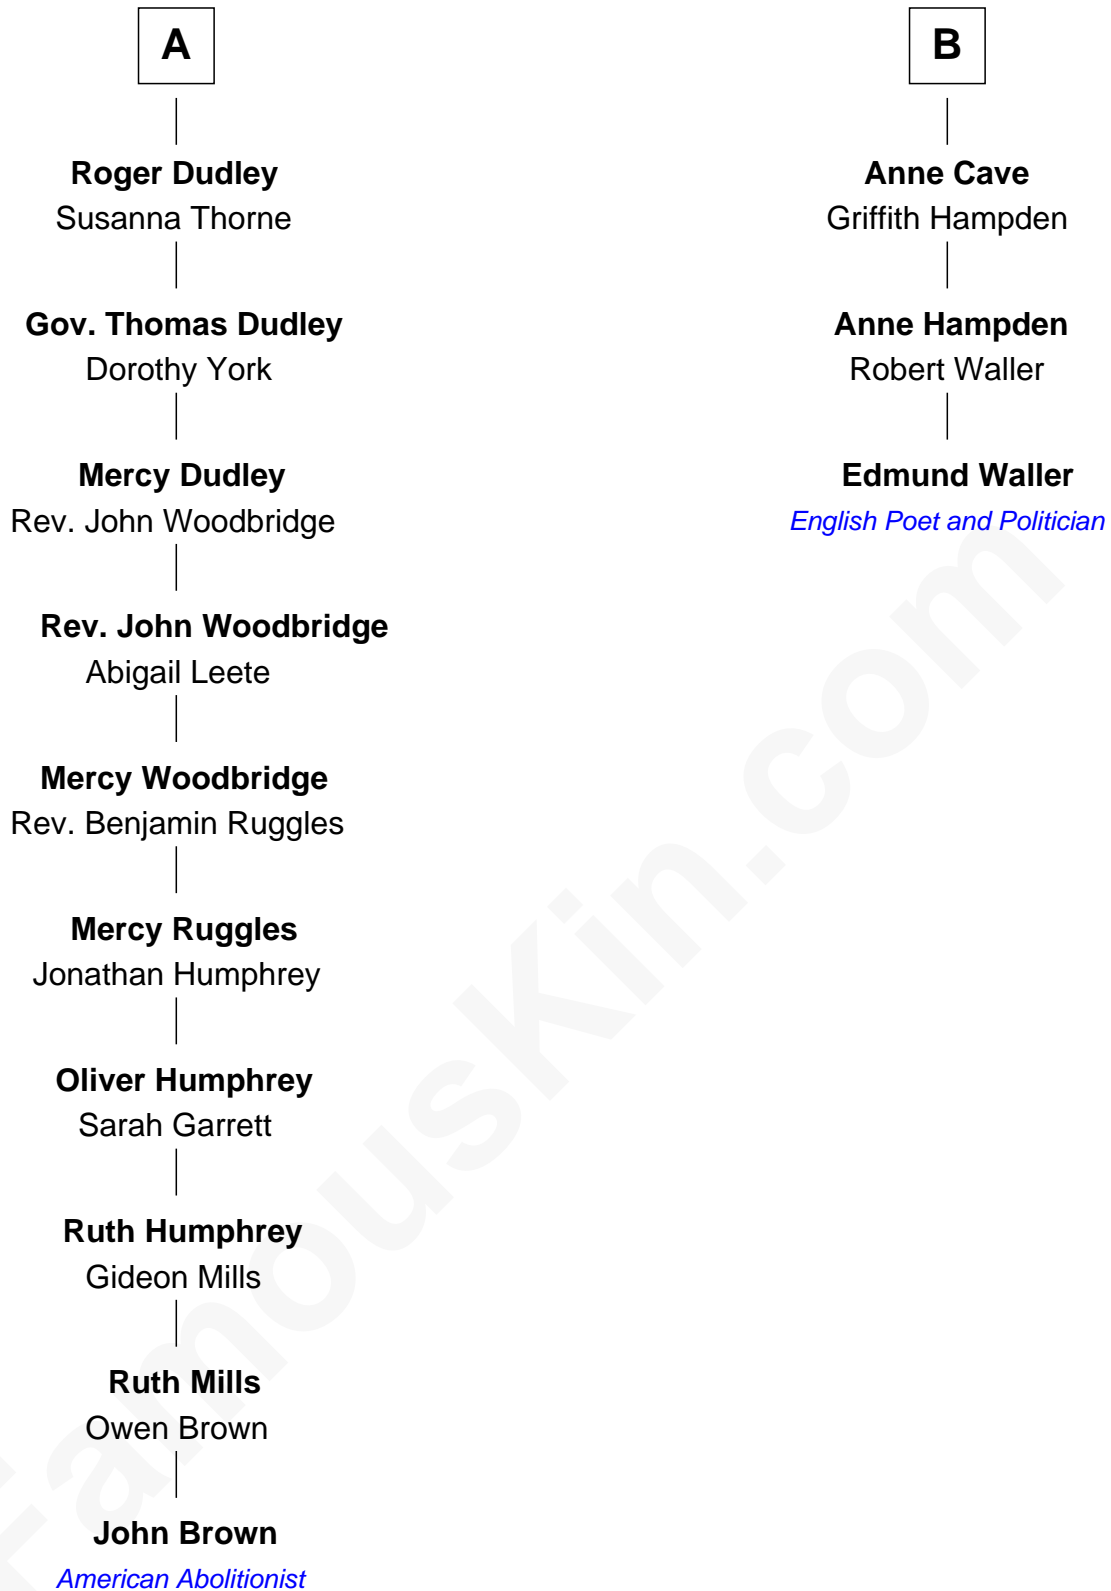 A
Roger Dudley
Susanna Thorne
Gov. Thomas Dudley
Dorothy York
Mercy Dudley
Rev. John Woodbridge
Rev. John Woodbridge
Abigail Leete
Mercy Woodbridge
Rev. Benjamin Ruggles
Mercy Ruggles
Jonathan Humphrey
Oliver Humphrey
Sarah Garrett
Ruth Humphrey
Gideon Mills
Ruth Mills
Owen Brown
John Brown
American Abolitionist
B
Anne Cave
Griffith Hampden
Anne Hampden
Robert Waller
Edmund Waller
English Poet and Politician
FamousKin.com